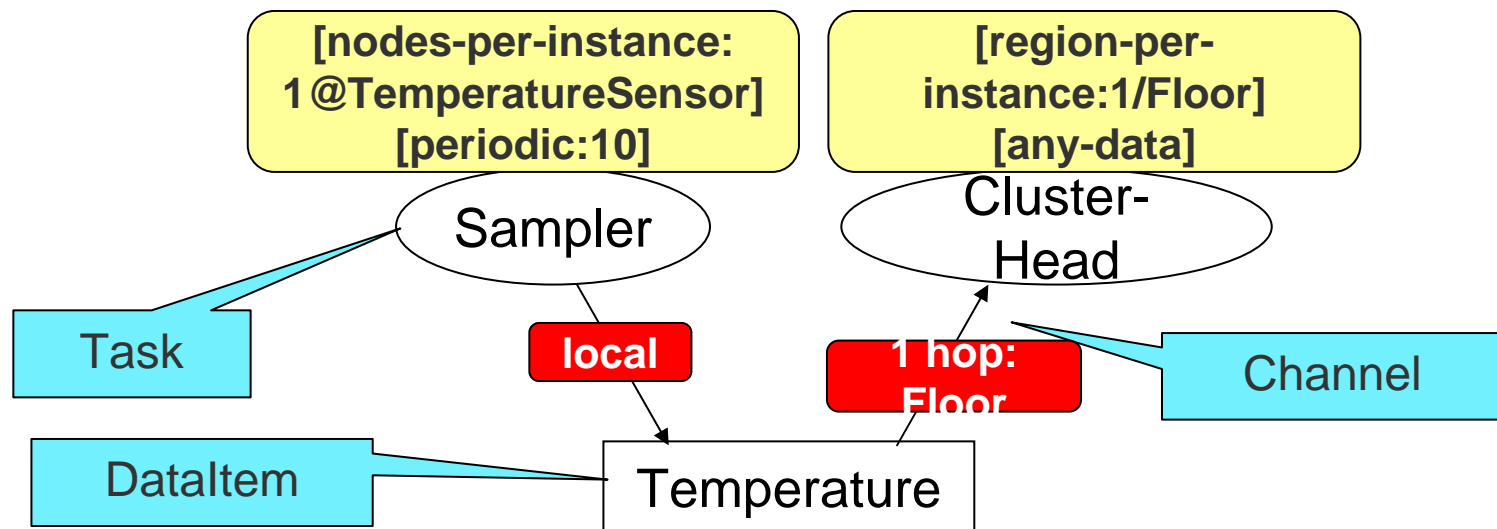 [nodes-per-instance:
1@TemperatureSensor]
[periodic:10]
[region-per-
instance:1/Floor]
[any-data]
Sampler
Cluster-
Head
Task
local
1 hop:
Floor
Channel
DataItem
Temperature